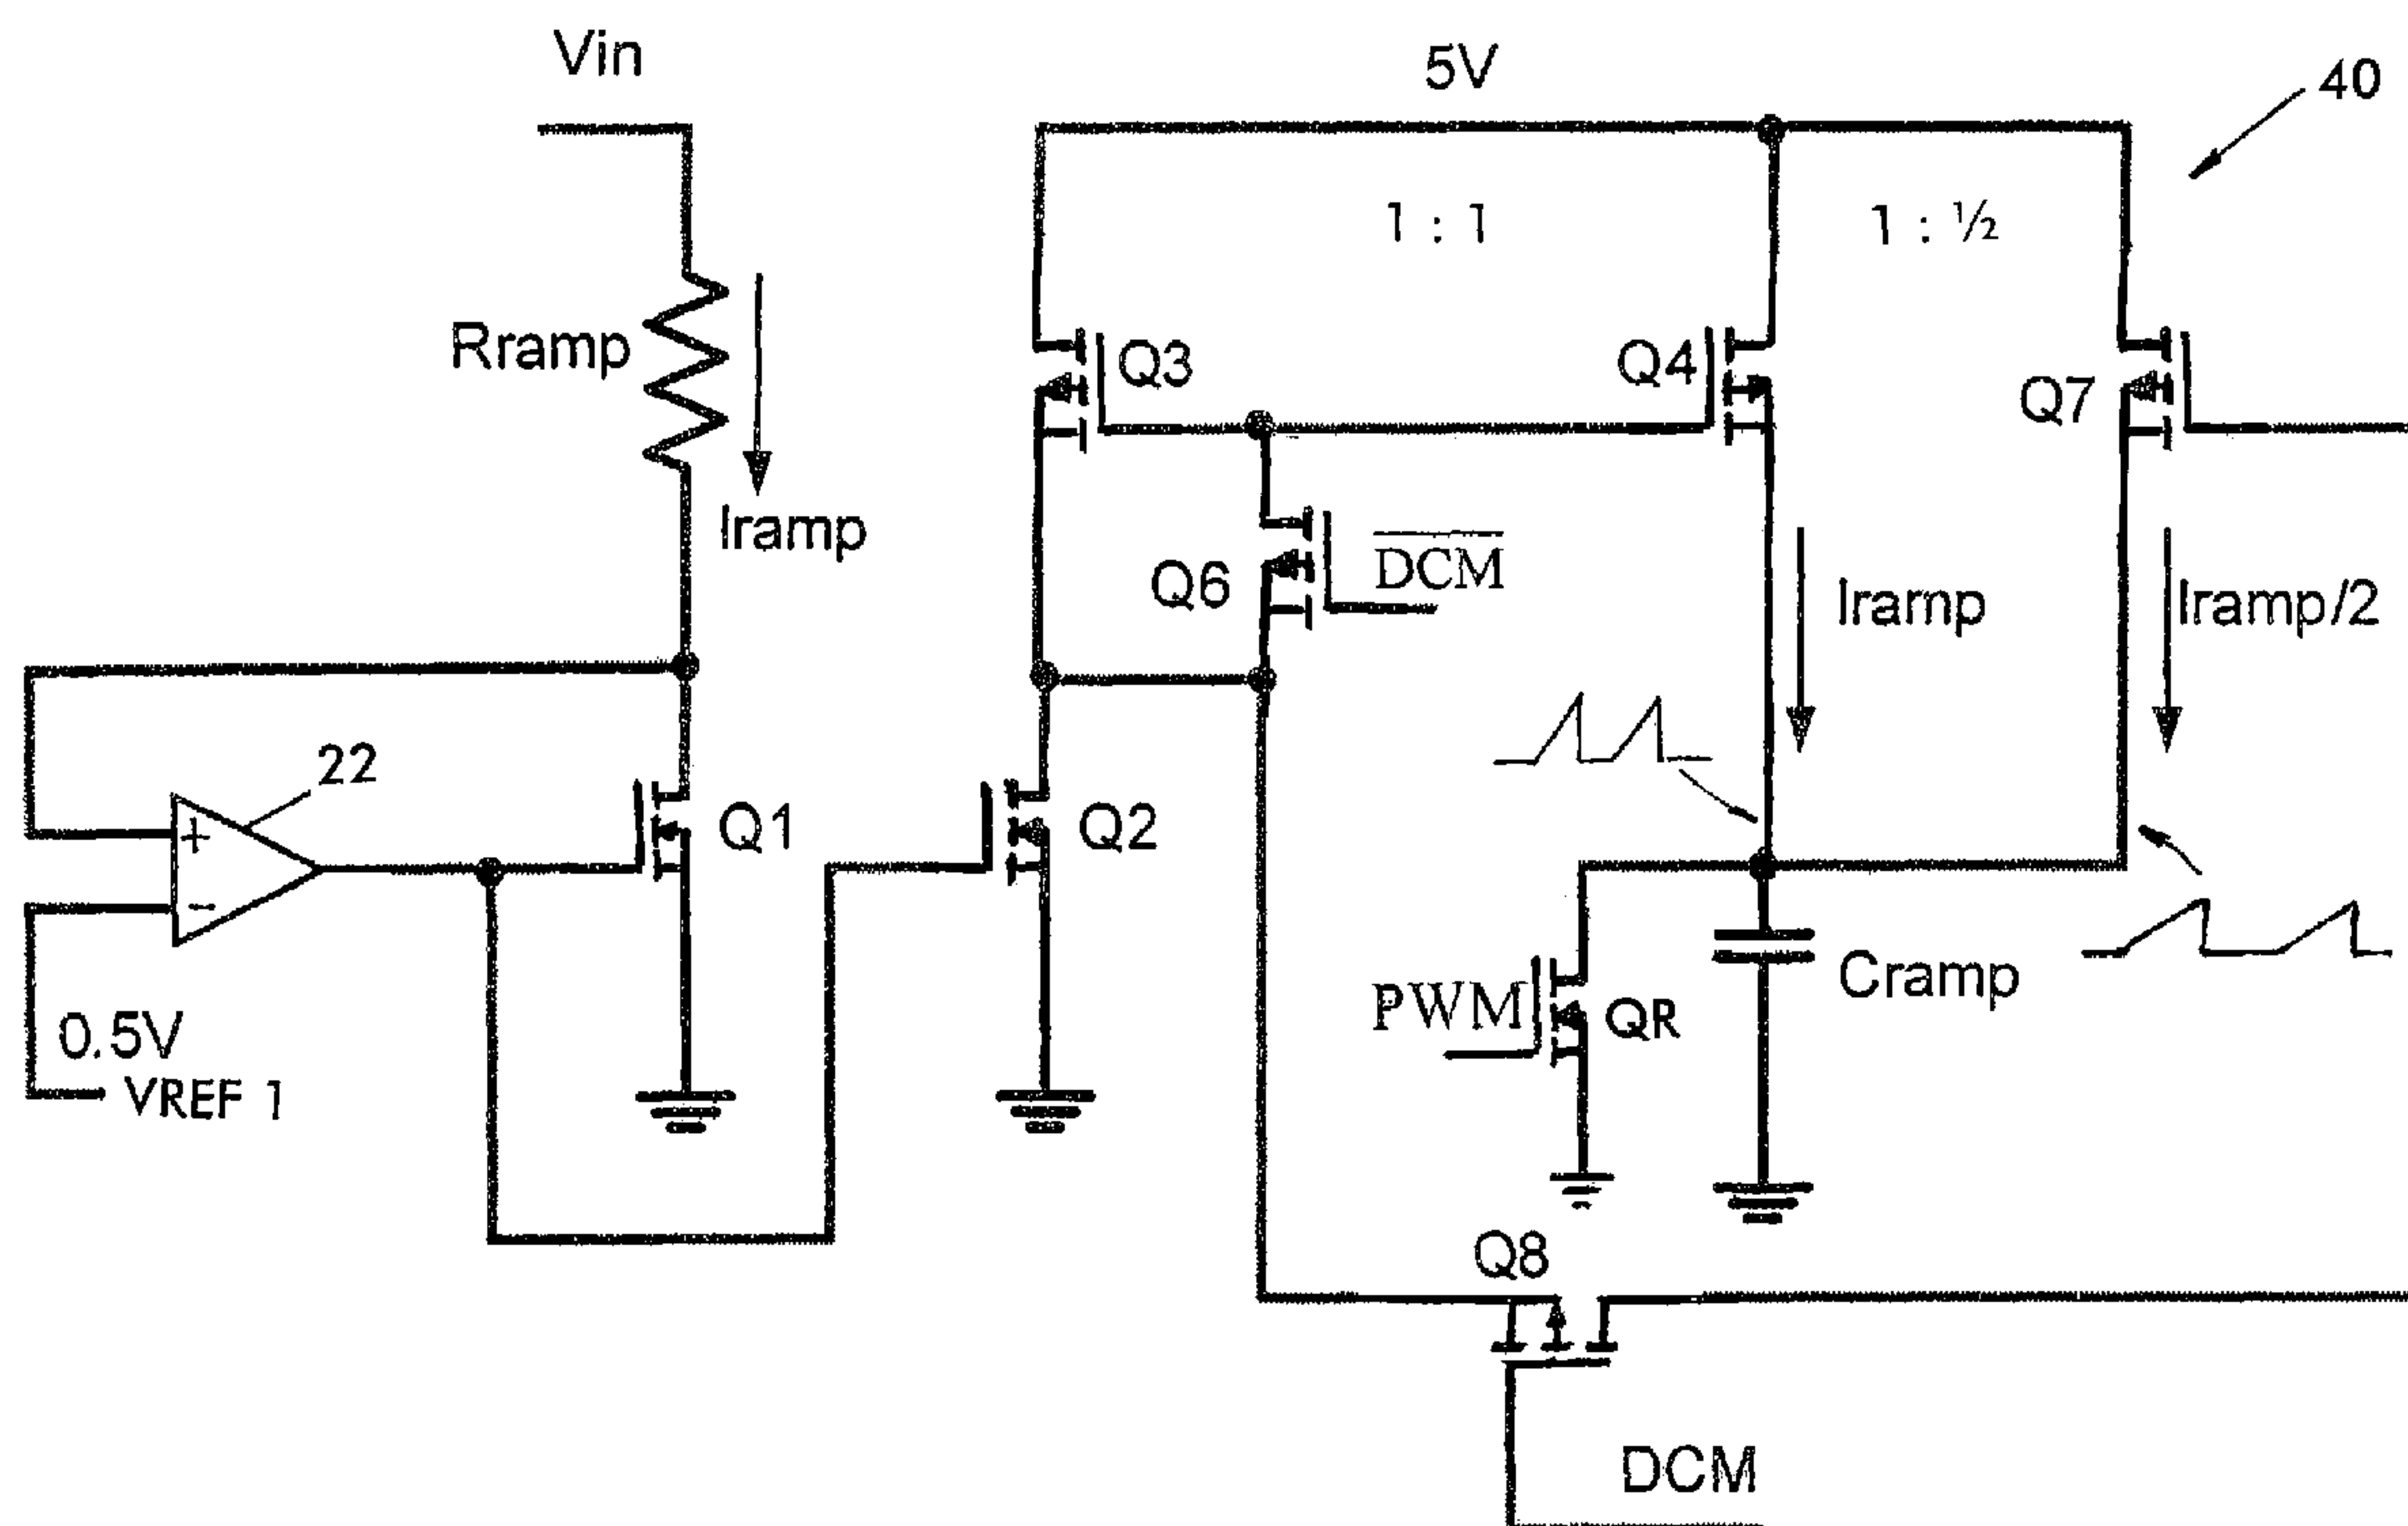 Vin
5V
40
1 : 1
1 : ½
Rramp
Q3
Q4
Q7
Iramp
Q6
D̅C̅M̅
Iramp
Iramp/2
22
+
−
Q1
Q2
0.5V
VREF 1
PWM
QR
Cramp
Q8
DCM